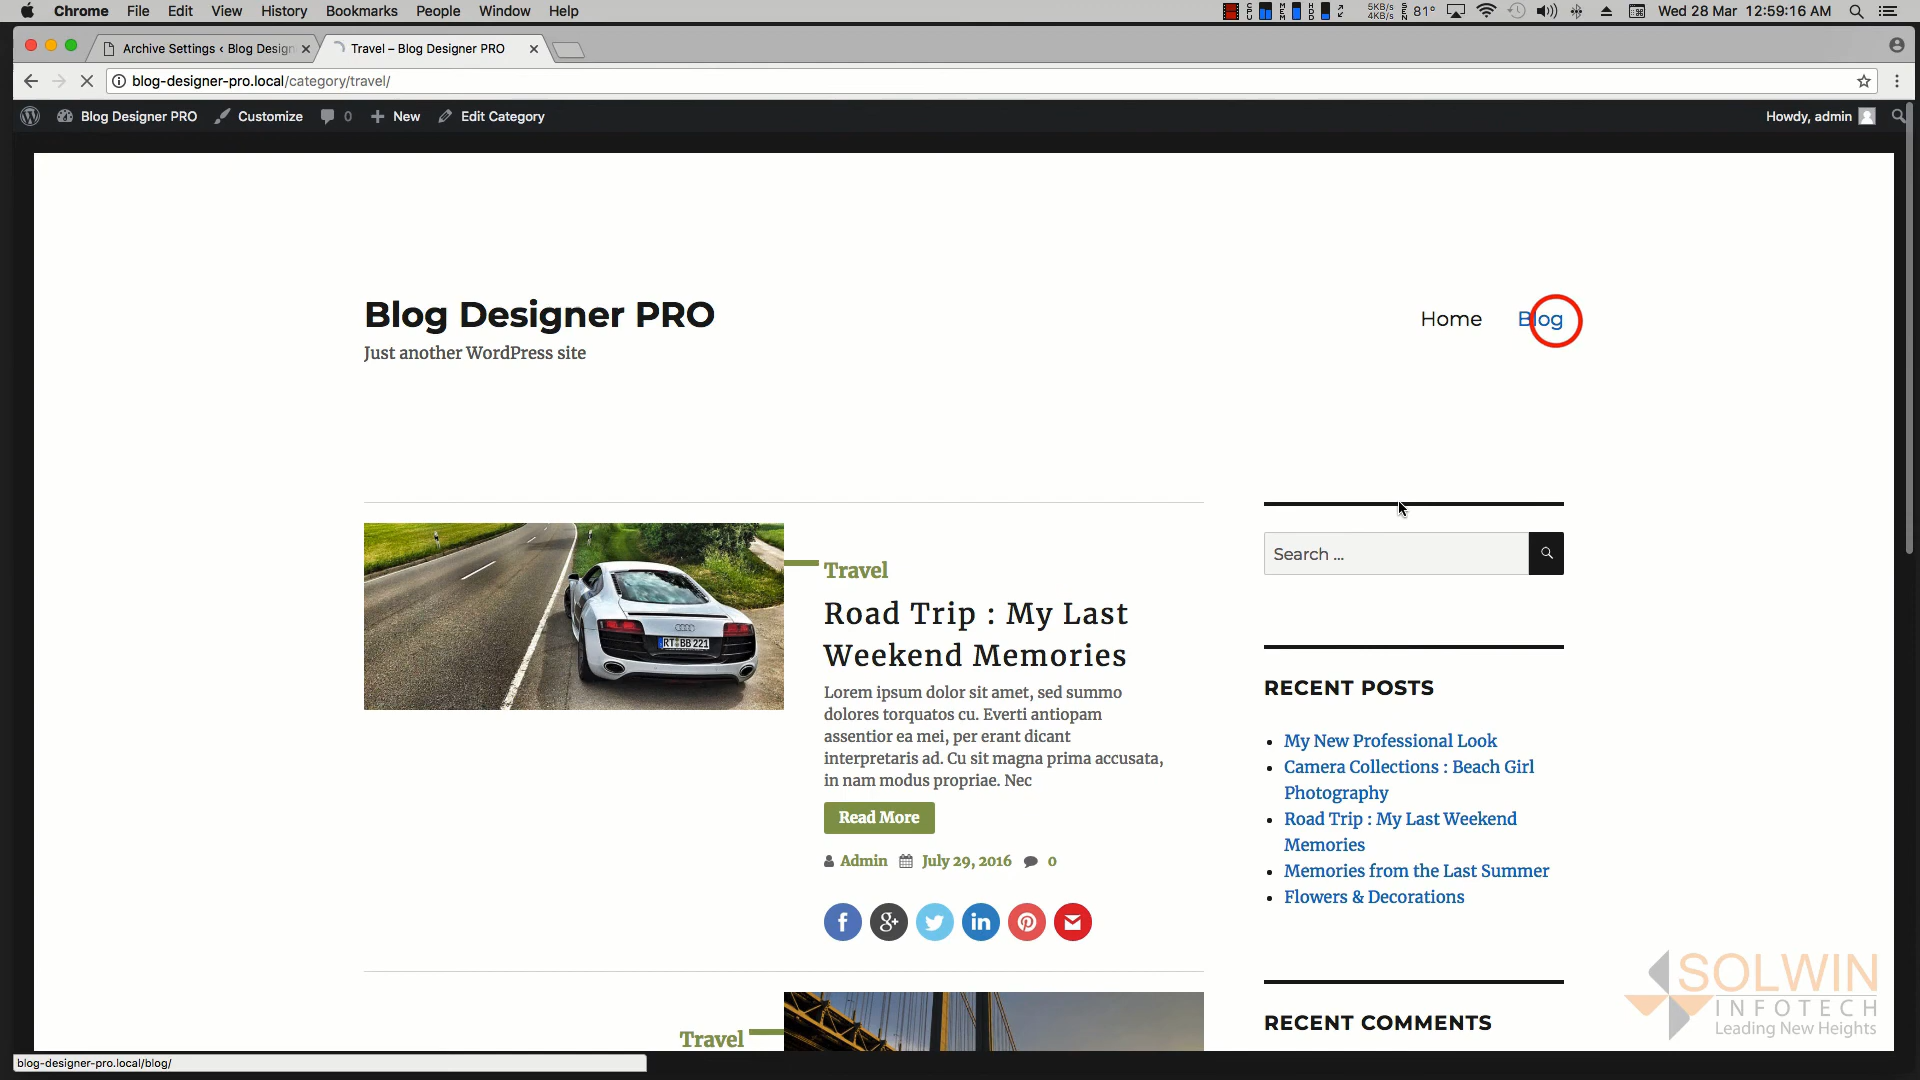 Chrome File Edit View History Bookmarks People Window Help
5KB/s 4KB/s 81° Wed 28 Mar 12:59:16 AM
Archive Settings ‹ Blog Design
Travel – Blog Designer PRO
blog-designer-pro.local/category/travel/
Blog Designer PRO Customize 0 New Edit Category Howdy, admin
Blog Designer PRO
Just another WordPress site
Home Blog
Travel
Road Trip : My Last
Weekend Memories
Lorem ipsum dolor sit amet, sed summo
dolores torquatos cu. Everti antiopam
assentior ea mei, per erant dicant
interpretaris ad. Cu sit magna prima accusata,
in nam modus propriae. Nec
Read More
Admin July 29, 2016 0
RT BB 221
Travel
Search ...
RECENT POSTS
My New Professional Look
Camera Collections : Beach Girl
Photography
Road Trip : My Last Weekend
Memories
Memories from the Last Summer
Flowers & Decorations
RECENT COMMENTS
SOLWIN
INFOTECH
Leading New Heights
blog-designer-pro.local/blog/